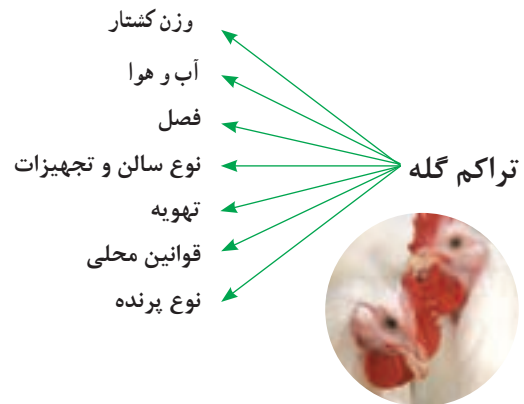 تراکم گله
وزن کشتار
آب و هوا
فصل
نوع سالن و تجهیزات
تهویه
قوانین محلی
نوع پرنده